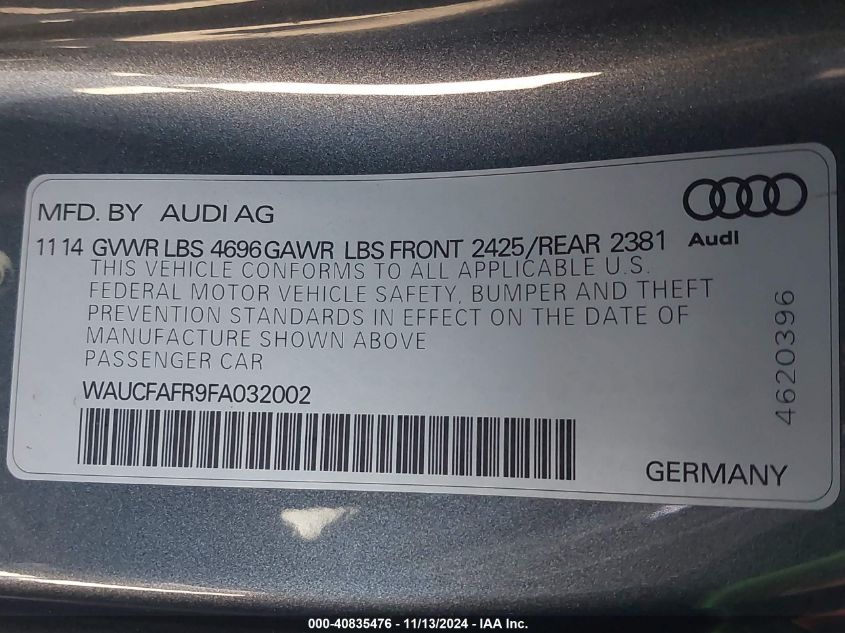 MFD. BY AUDI AG
Audi
1114 GVWR LBS 4696 GAWR LBS FRONT 2425/REAR 2381
THIS VEHICLE CONFORMS TO ALL APPLICABLE U.S.
FEDERAL MOTOR VEHICLE SAFETY, BUMPER AND THEFT
PREVENTION STANDARDS IN EFFECT ON THE DATE OF
MANUFACTURE SHOWN ABOVE
PASSENGER CAR
WAUCFAFR9FA032002
4620396
GERMANY
000-40835476 - 11/13/2024 - IAA Inc.